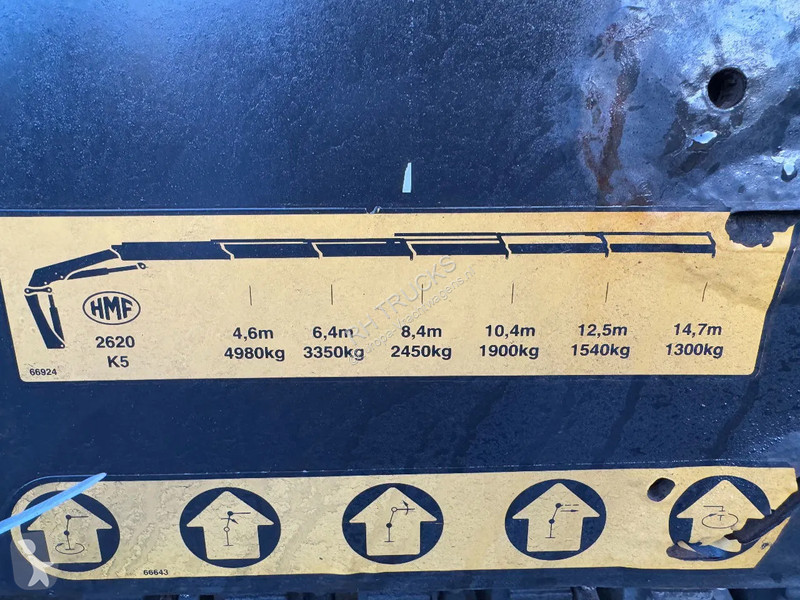 HMF
2620
K5
66924
4,6m 6,4m 8,4m 10,4m 12,5m 14,7m
4980kg 3350kg 2450kg 1900kg 1540kg 1300kg
TRUCKS
66643